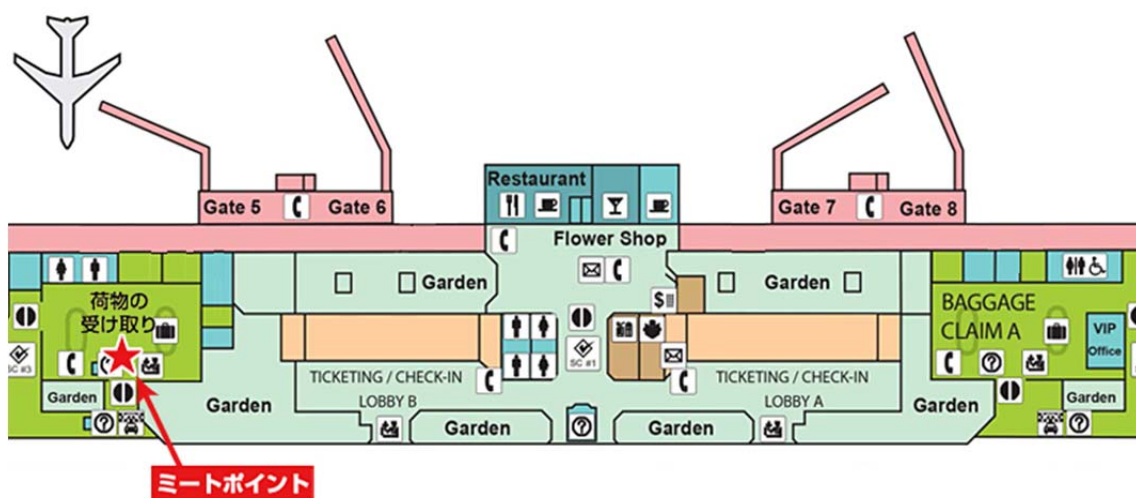 Restaurant
Gate 5
Gate 6
Gate 7
Gate 8
Flower Shop
Garden
Garden
荷物の
受け取り
BAGGAGE
CLAIM A
VIP
Office
SC #3
SC #1
TICKETING / CHECK-IN
LOBBY B
TICKETING / CHECK-IN
LOBBY A
Garden
Garden
Garden
Garden
Garden
Garden
ミートポイント